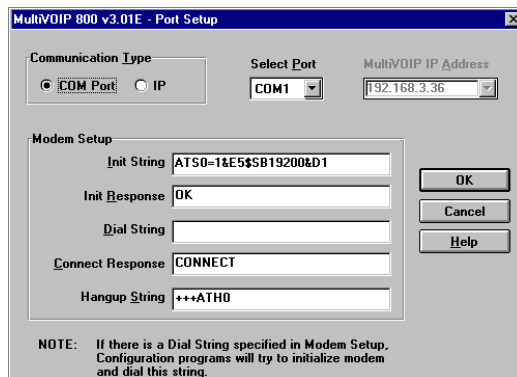 MultiVOIP 800 v3.01E - Port Setup
Communication Type
COM Port
IP
Select Port
COM1
MultiVOIP IP Address
192.168.3.36
Modem Setup
Init String
ATS0=1&E5$SB19200&D1
Init Response
OK
Dial String
Connect Response
CONNECT
Hangup String
+++ATH0
OK
Cancel
Help
NOTE: If there is a Dial String specified in Modem Setup,
Configuration programs will try to initialize modem
and dial this string.